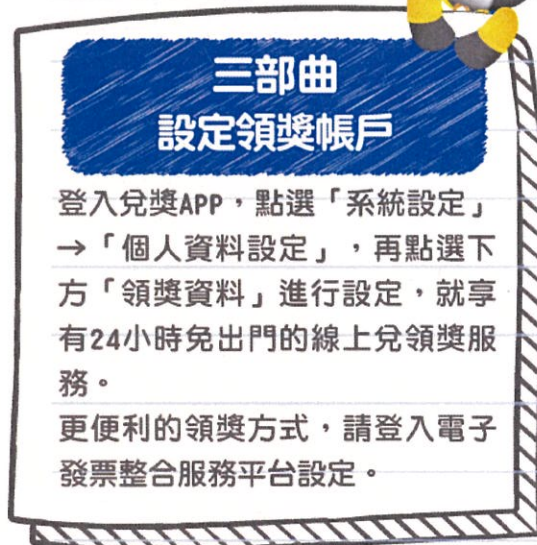 三部曲
設定領獎帳戶
登入兌獎APP，點選「系統設定」
→「個人資料設定」，再點選下
方「領獎資料」進行設定，就享
有24小時免出門的線上兌領獎服
務。
更便利的領獎方式，請登入電子
發票整合服務平台設定。